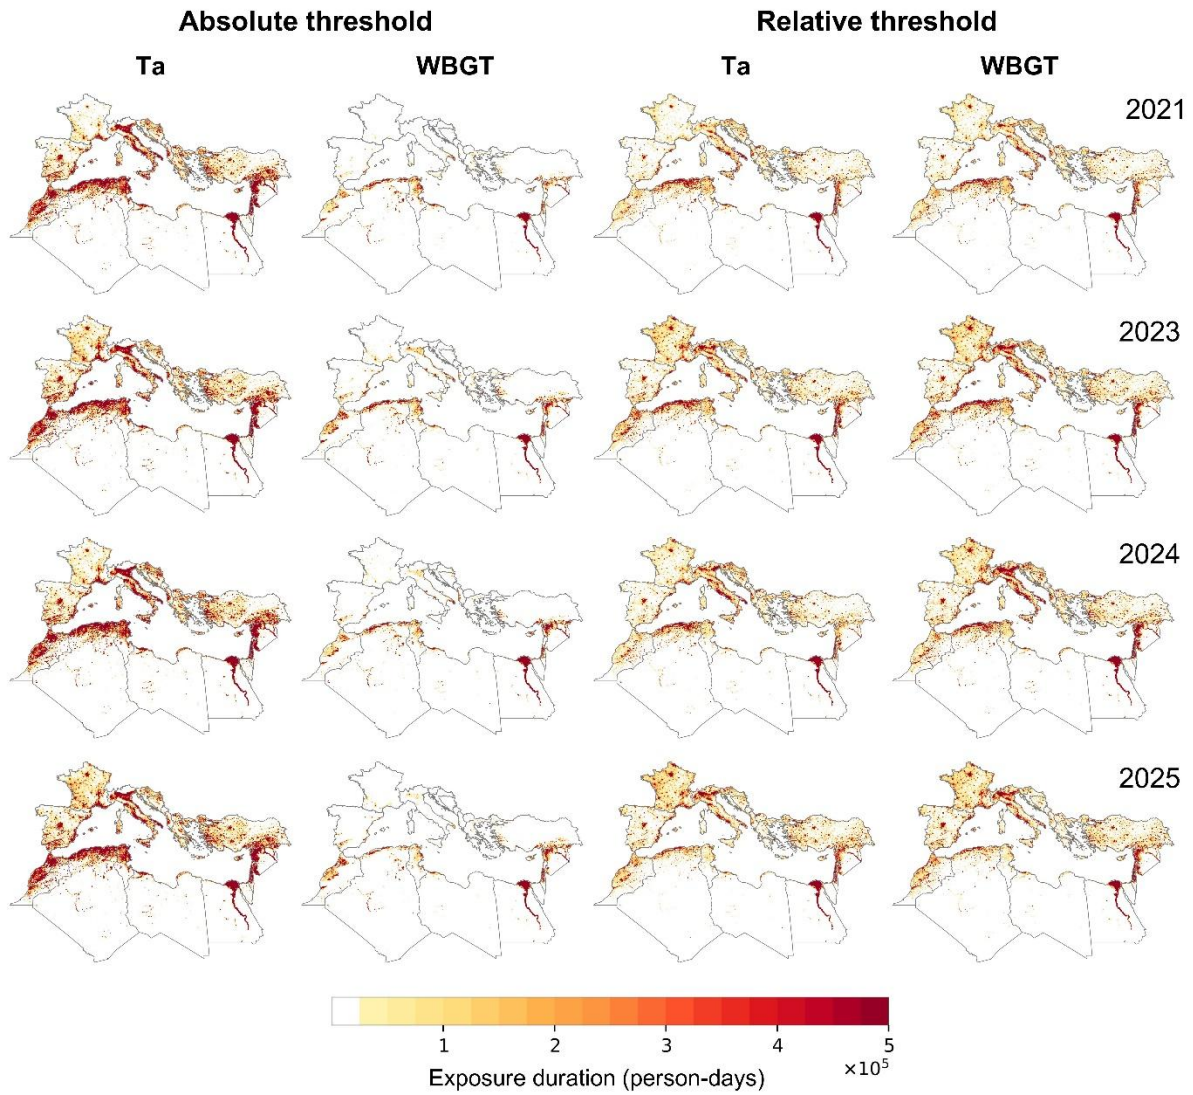 Absolute threshold Relative threshold
Ta WBGT Ta WBGT
2021
2023
2024
2025
1 2 3 4 5
×10⁵
Exposure duration (person-days)